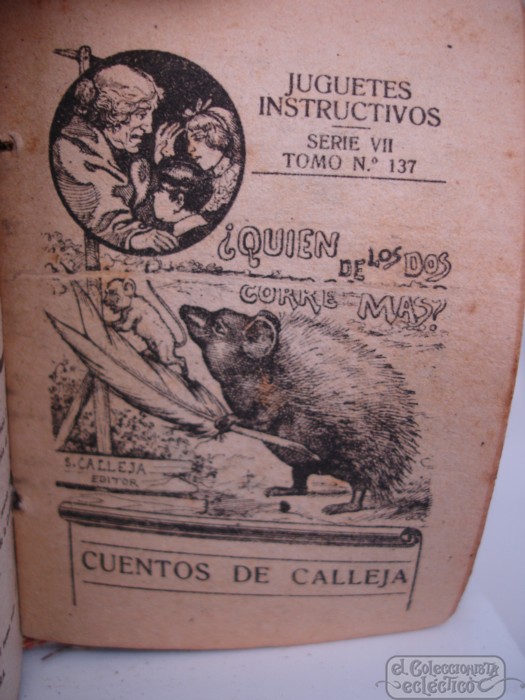 JUGUETES
INSTRUCTIVOS
SERIE VII
TOMO N.º 137
¿QUIEN
DE LOS DOS
CORRE MAS?
S. CALLEJA
EDITOR
CUENTOS DE CALLEJA
el Coleccionista
ecléctico